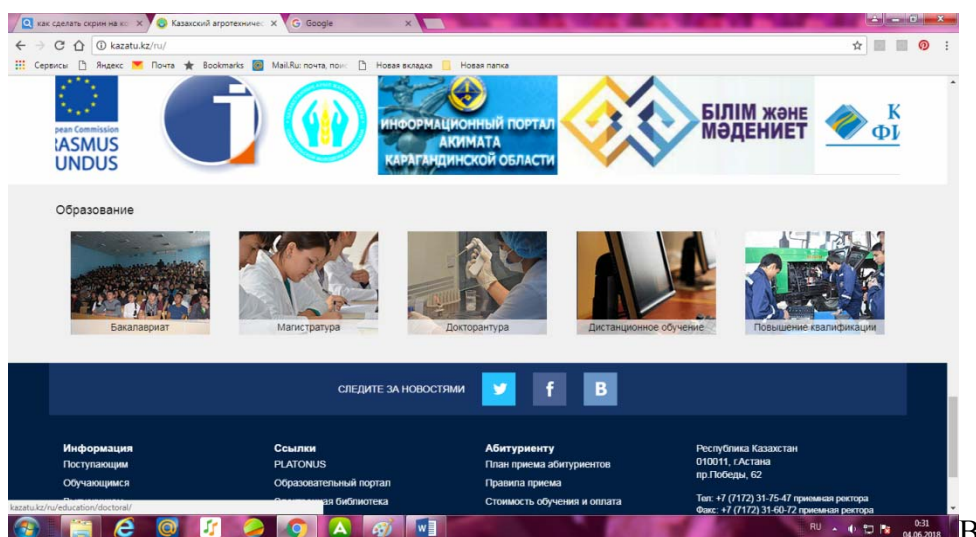 как сделать скрин на
Казахский агротехничес
Google
kazatu.kz/ru/
Сервисы Яндекс Почта Bookmarks Mail.Ru: почта, Новая вкладка Новая папка
pean Commission
RASMUS
UNDUS
ИНФОРМАЦИОННЫЙ ПОРТАЛ
АКИМАТА
КАРАГАНДИНСКОЙ ОБЛАСТИ
БІЛІМ ЖӘНЕ
МӘДЕНИЕТ
К
ФИ
Образование
Бакалавриат
Магистратура
Докторантура
Дистанционное обучение
Повышение квалификации
СЛЕДИТЕ ЗА НОВОСТЯМИ
Информация
Поступающим
Обучающимся
Ссылки
PLATONUS
Образовательный портал
библиотека
Абитуриенту
План приема абитуриентов
Правила приема
Стоимость обучения и оплата
Республика Казахстан
010011, г.Астана
пр.Победы, 62
Тел: +7 (7172) 31-75-47 приемная ректора
Факс: +7 (7172) 31-60-72 приемная ректора
kazatu.kz/ru/education/doctoral/
RU
0:31
04.06.2018
В